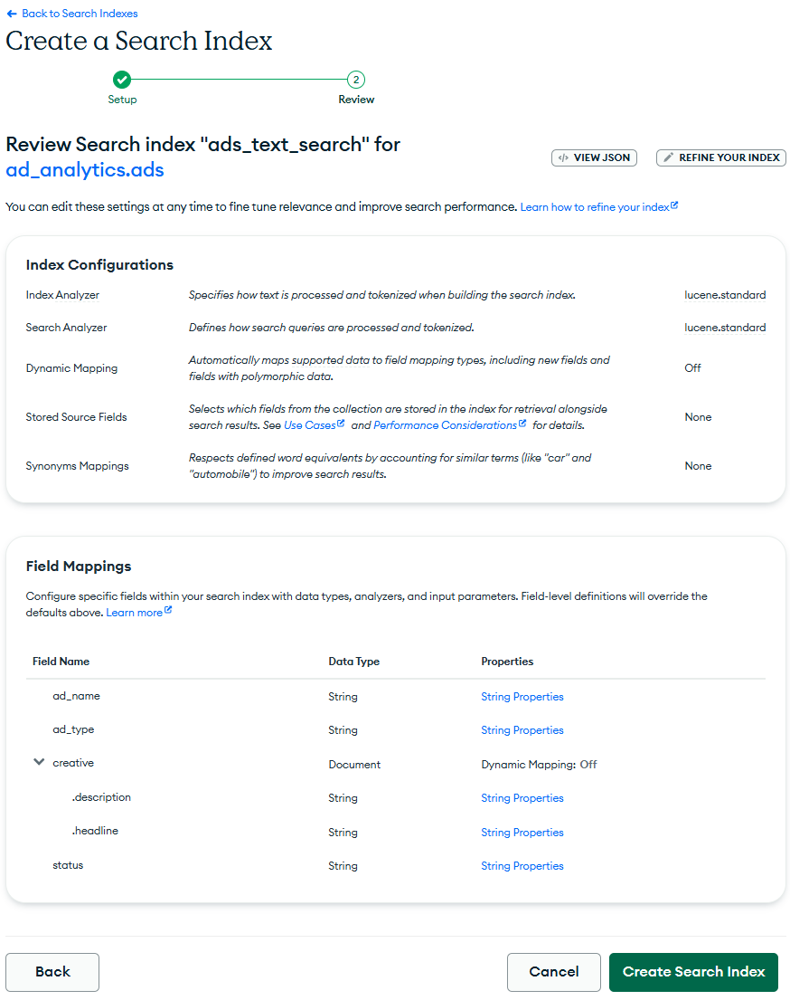 Back to Search Indexes
Create a Search Index
2
Setup
Review
Review Search index "ads_text_search" for
ad_analytics.ads
</> VIEW JSON
REFINE YOUR INDEX
You can edit these settings at any time to fine tune relevance and improve search performance. Learn how to refine your index
Index Configurations
Index Analyzer Specifies how text is processed and tokenized when building the search index. lucene.standard
Search Analyzer Defines how search queries are processed and tokenized. lucene.standard
Dynamic Mapping Automatically maps supported data to field mapping types, including new fields and
fields with polymorphic data. Off
Stored Source Fields Selects which fields from the collection are stored in the index for retrieval alongside
search results. See Use Cases and Performance Considerations for details. None
Synonyms Mappings Respects defined word equivalents by accounting for similar terms (like "car" and
"automobile") to improve search results. None
Field Mappings
Configure specific fields within your search index with data types, analyzers, and input parameters. Field-level definitions will override the
defaults above. Learn more
Field Name Data Type Properties
ad_name String String Properties
ad_type String String Properties
creative Document Dynamic Mapping: Off
.description String String Properties
.headline String String Properties
status String String Properties
Back
Cancel
Create Search Index